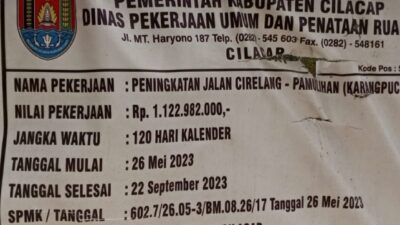 PEMERINTAH KABUPATEN CILACAP
DINAS PEKERJAAN UMUM DAN PENATAAN RUA
Jl. MT. Haryono 187 Telp. (0282) - 545 603 Fax. (0282) - 548161
CILACAP
Kode Pos :
NAMA PEKERJAAN : PENINGKATAN JALAN CIRELANG - PAMULIHAN (KARANGPUC
NILAI PEKERJAAN : Rp. 1.122.982.000,-
JANGKA WAKTU : 120 HARI KALENDER
TANGGAL MULAI : 26 Mei 2023
TANGGAL SELESAI : 22 September 2023
SPMK / TANGGAL : 602.7/26.05-3/BM.08.26/17 Tanggal 26 Mei 2023